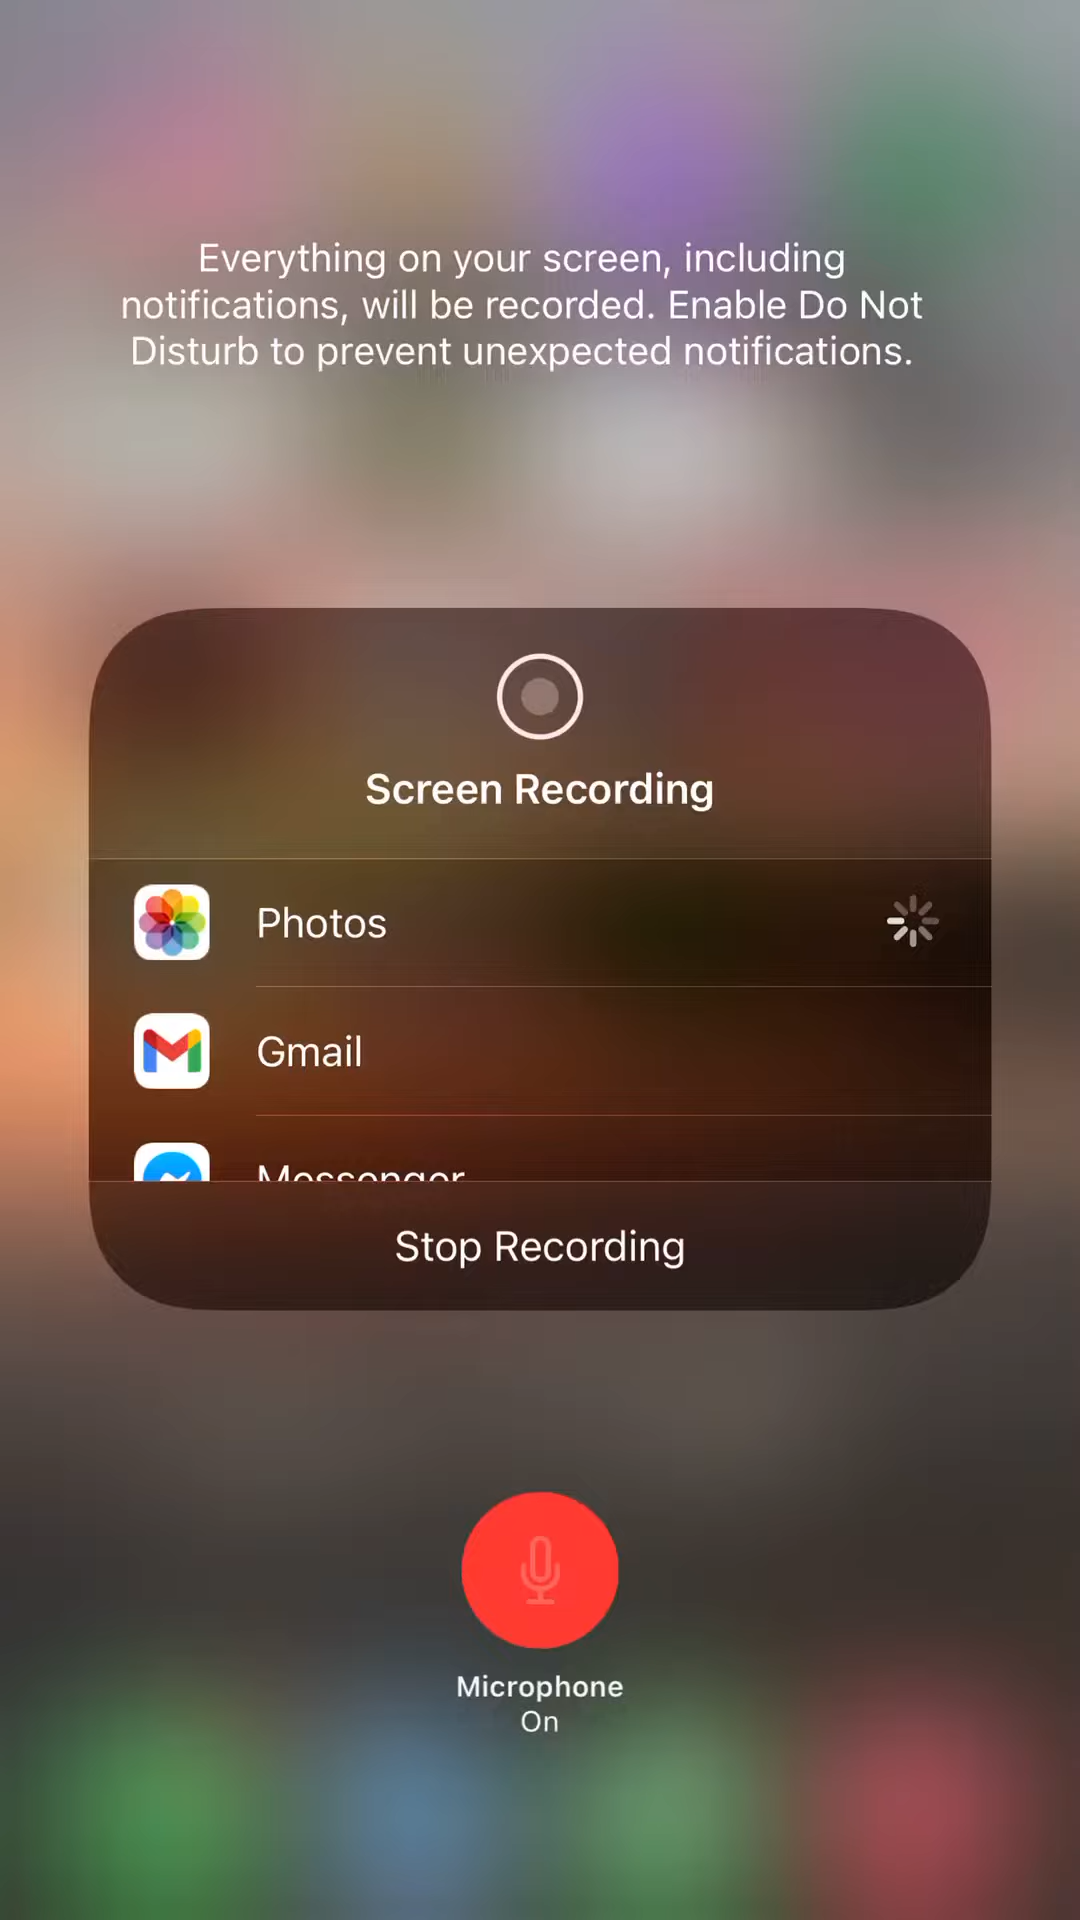 Everything on your screen, including
notifications, will be recorded. Enable Do Not
Disturb to prevent unexpected notifications.
Screen Recording
Photos
Gmail
Messenger
Stop Recording
Microphone
On